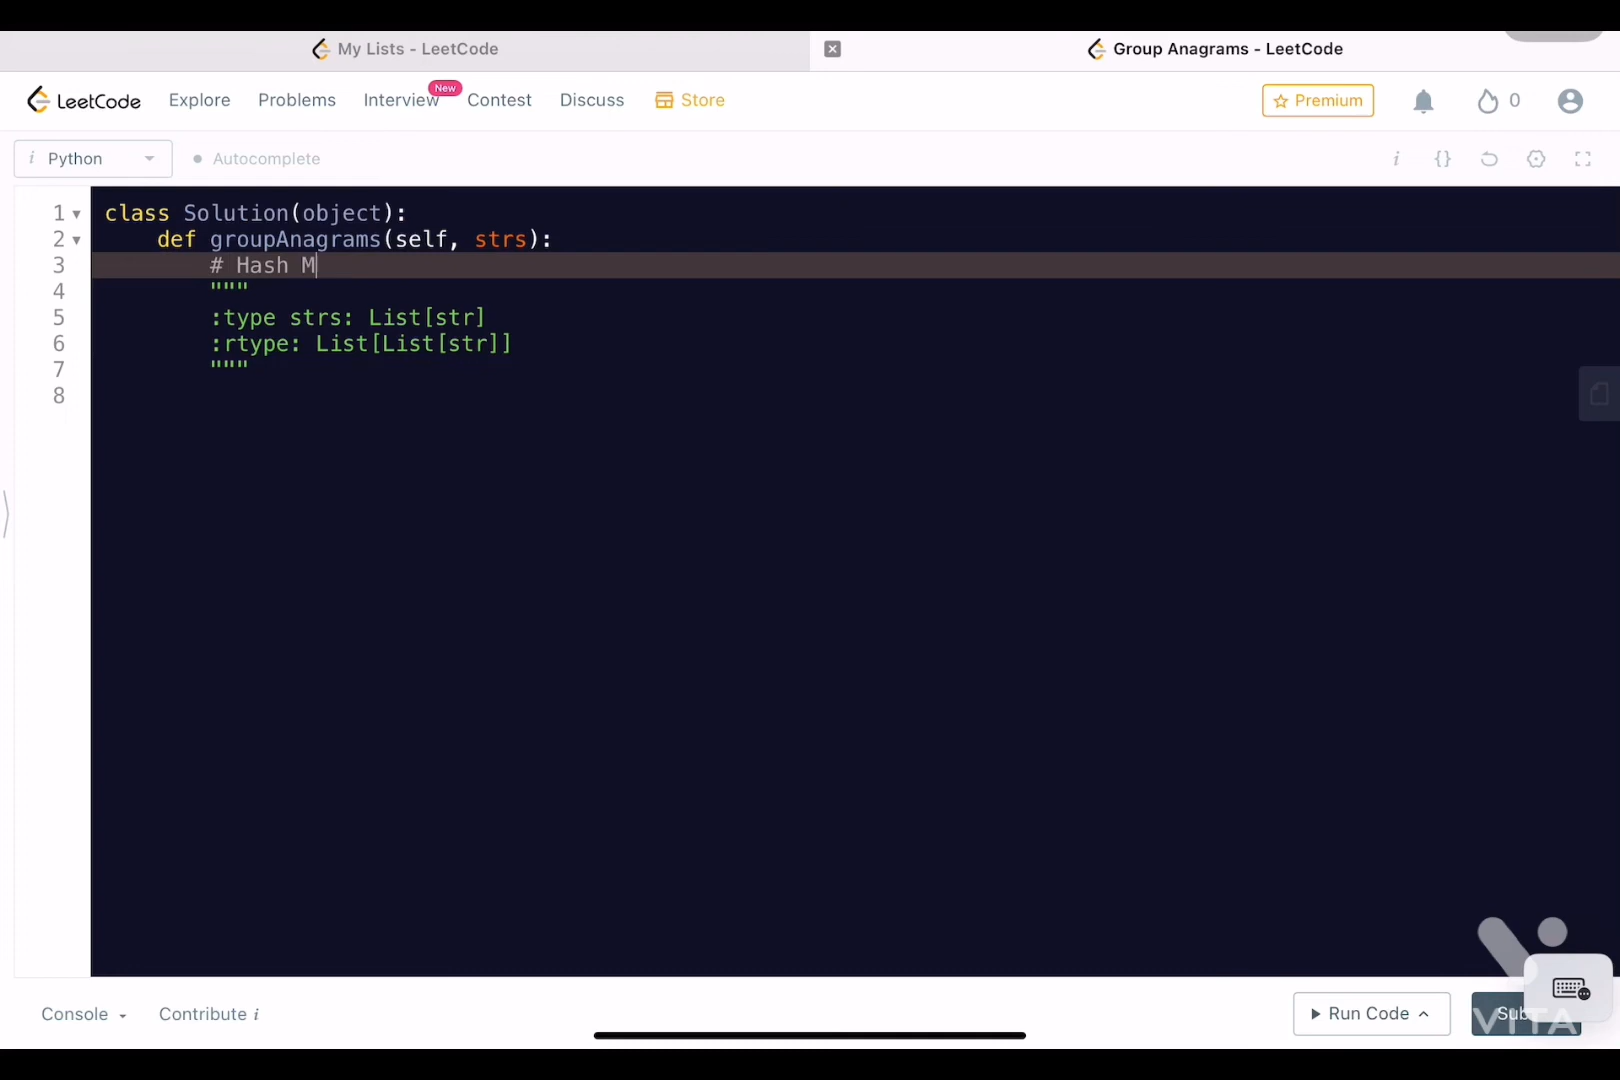 My Lists - LeetCode
Group Anagrams - LeetCode
LeetCode
Explore
Problems
Interview
New
Contest
Discuss
Store
Premium
0
i Python
Autocomplete
i {}
1 class Solution(object):
2     def groupAnagrams(self, strs):
3         # Hash M
4         """
5         :type strs: List[str]
6         :rtype: List[List[str]]
7         """
8
Console
Contribute i
Run Code
Sub
VITA